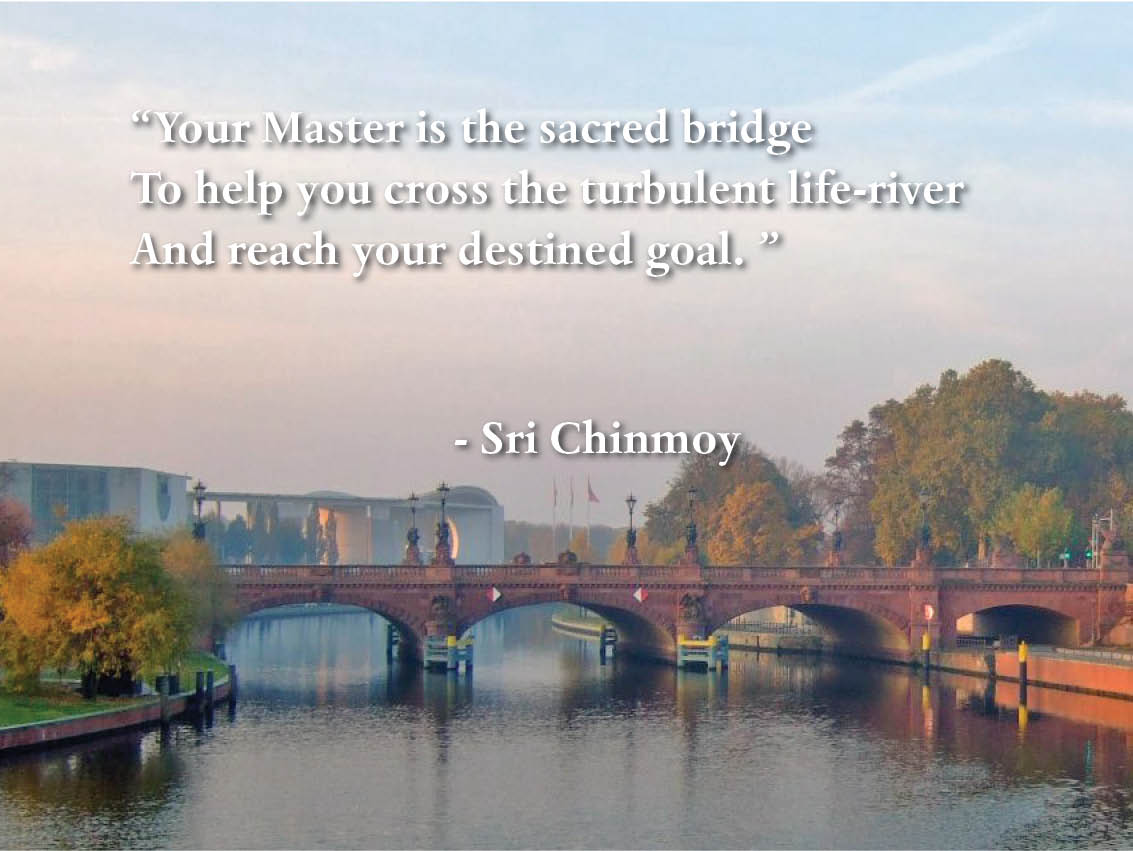 “Your Master is the sacred bridge
To help you cross the turbulent life-river
And reach your destined goal. ”
- Sri Chinmoy